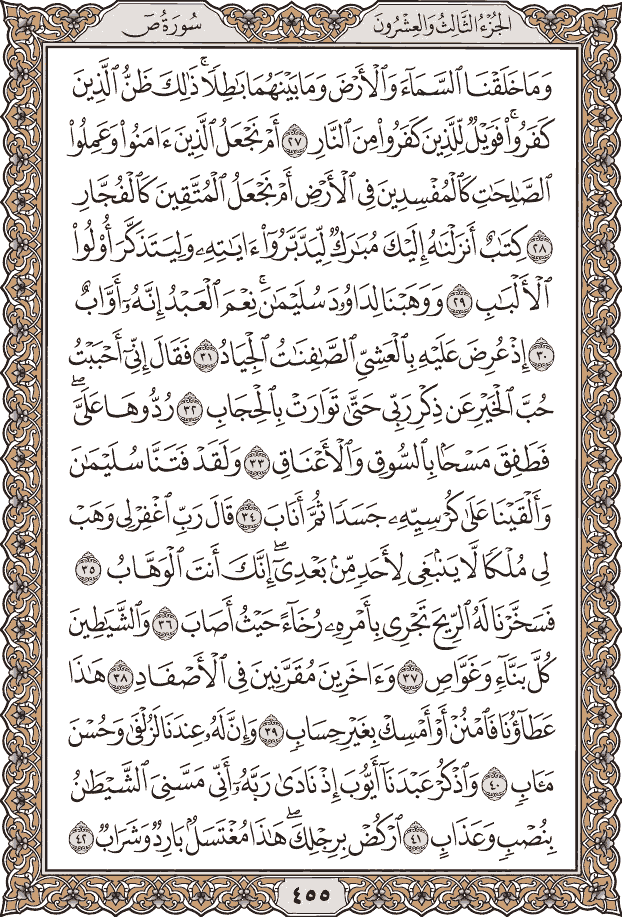 الجزء الثالث والعشرون
سورة ص
وَمَا خَلَقْنَا ٱلسَّمَآءَ وَٱلْأَرْضَ وَمَا بَيْنَهُمَا بَٰطِلًاۚ ذَٰلِكَ ظَنُّ ٱلَّذِينَ
كَفَرُوا۟ۚ فَوَيْلٌ لِّلَّذِينَ كَفَرُوا۟ مِنَ ٱلنَّارِ ٢٧ أَمْ نَجْعَلُ ٱلَّذِينَ ءَامَنُوا۟ وَعَمِلُوا۟
ٱلصَّٰلِحَٰتِ كَٱلْمُفْسِدِينَ فِى ٱلْأَرْضِ أَمْ نَجْعَلُ ٱلْمُتَّقِينَ كَٱلْفُجَّارِ
٢٨ كِتَٰبٌ أَنزَلْنَٰهُ إِلَيْكَ مُبَٰرَكٌ لِّيَدَّبَّرُوٓا۟ ءَايَٰتِهِۦ وَلِيَتَذَكَّرَ أُو۟لُوا۟
ٱلْأَلْبَٰبِ ٢٩ وَوَهَبْنَا لِدَاوُۥدَ سُلَيْمَٰنَۚ نِعْمَ ٱلْعَبْدُ إِنَّهُۥٓ أَوَّابٌ
٣٠ إِذْ عُرِضَ عَلَيْهِ بِٱلْعَشِىِّ ٱلصَّٰفِنَٰتُ ٱلْجِيَادُ ٣١ فَقَالَ إِنِّىٓ أَحْبَبْتُ
حُبَّ ٱلْخَيْرِ عَن ذِكْرِ رَبِّى حَتَّىٰ تَوَارَتْ بِٱلْحِجَابِ ٣٢ رُدُّوهَا عَلَىَّۖ
فَطَفِقَ مَسْحًۢا بِٱلسُّوقِ وَٱلْأَعْنَاقِ ٣٣ وَلَقَدْ فَتَنَّا سُلَيْمَٰنَ
وَأَلْقَيْنَا عَلَىٰ كُرْسِيِّهِۦ جَسَدًا ثُمَّ أَنَابَ ٣٤ قَالَ رَبِّ ٱغْفِرْ لِى وَهَبْ
لِى مُلْكًا لَّا يَنۢبَغِى لِأَحَدٍ مِّنۢ بَعْدِىٓۖ إِنَّكَ أَنتَ ٱلْوَهَّابُ ٣٥
فَسَخَّرْنَا لَهُ ٱلرِّيحَ تَجْرِى بِأَمْرِهِۦ رُخَآءً حَيْثُ أَصَابَ ٣٦ وَٱلشَّيَٰطِينَ
كُلَّ بَنَّآءٍ وَغَوَّاصٍ ٣٧ وَءَاخَرِينَ مُقَرَّنِينَ فِى ٱلْأَصْفَادِ ٣٨ هَٰذَا
عَطَآؤُنَا فَٱمْنُنْ أَوْ أَمْسِكْ بِغَيْرِ حِسَابٍ ٣٩ وَإِنَّ لَهُۥ عِندَنَا لَزُلْفَىٰ وَحُسْنَ
مَـَٔابٍ ٤٠ وَٱذْكُرْ عَبْدَنَآ أَيُّوبَ إِذْ نَادَىٰ رَبَّهُۥٓ أَنِّى مَسَّنِىَ ٱلشَّيْطَٰنُ
بِنُصْبٍ وَعَذَابٍ ٤١ ٱرْكُضْ بِرِجْلِكَۖ هَٰذَا مُغْتَسَلٌۢ بَارِدٌ وَشَرَابٌ ٤٢
٤٥٥